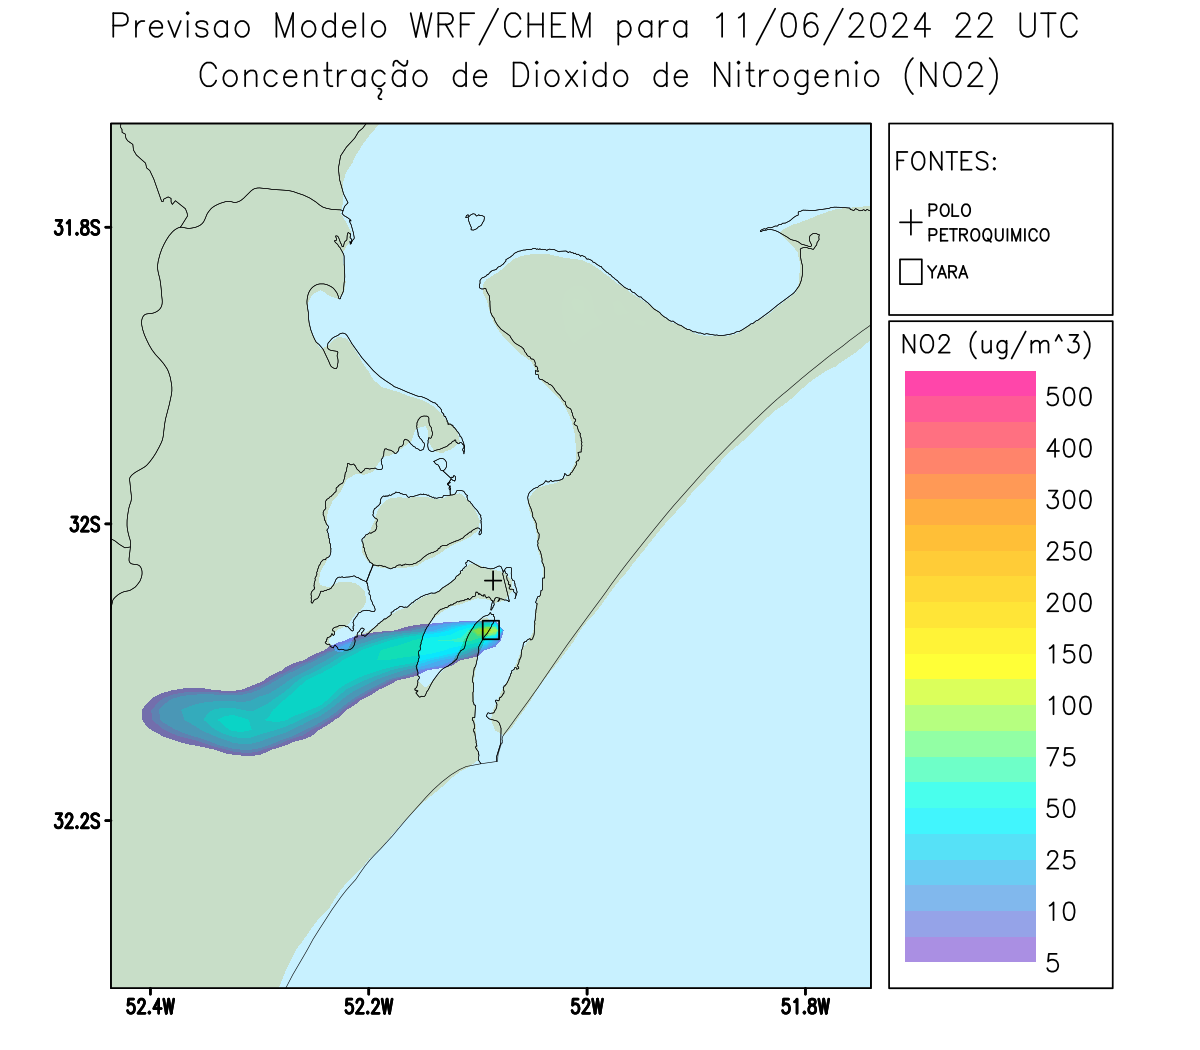 Previsao Modelo WRF/CHEM para 11/06/2024 22 UTC
Concentração de Dioxido de Nitrogenio (NO2)
FONTES:
POLO
PETROQUIMICO
YARA
31.8S
32S
32.2S
52.4W
52.2W
52W
51.8W
NO2 (ug/m^3)
500
400
300
250
200
150
100
75
50
25
10
5